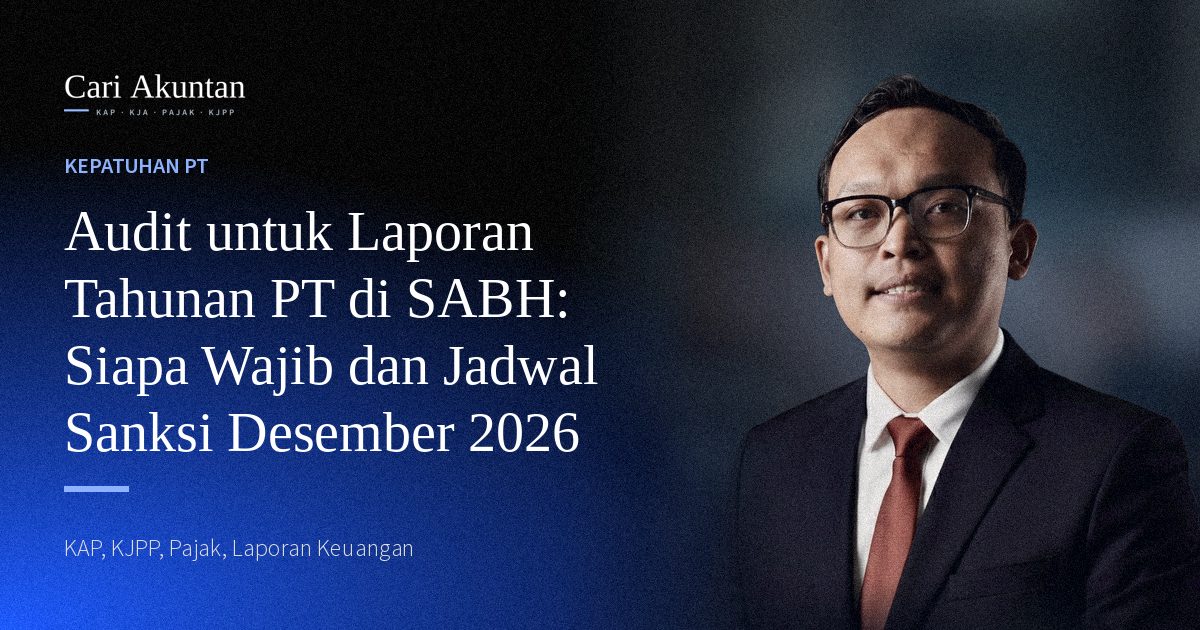 Cari Akuntan
KAP · KJA · PAJAK · KJPP
KEPATUHAN PT
Audit untuk Laporan
Tahunan PT di SABH:
Siapa Wajib dan Jadwal
Sanksi Desember 2026
KAP, KJPP, Pajak, Laporan Keuangan